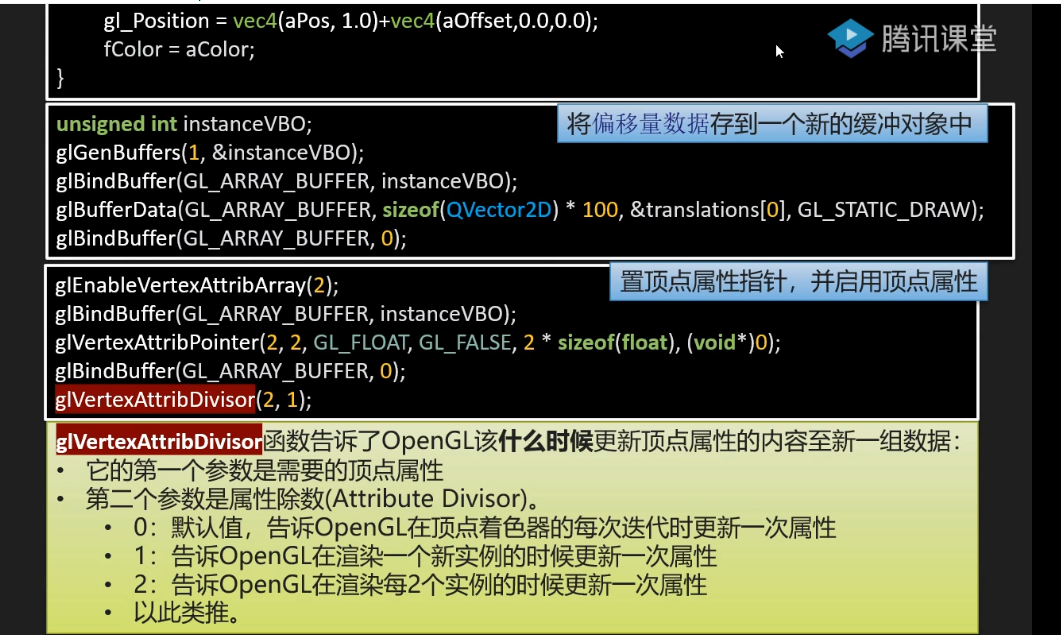 gl_Position = vec4(aPos, 1.0)+vec4(aOffset,0.0,0.0);
腾讯课堂
fColor = aColor;
}
unsigned int instanceVBO;
将偏移量数据存到一个新的缓冲对象中
glGenBuffers(1, &instanceVBO);
glBindBuffer(GL_ARRAY_BUFFER, instanceVBO);
glBufferData(GL_ARRAY_BUFFER, sizeof(QVector2D) * 100, &translations[0], GL_STATIC_DRAW);
glBindBuffer(GL_ARRAY_BUFFER, 0);
glEnableVertexAttribArray(2);
置顶点属性指针，并启用顶点属性
glBindBuffer(GL_ARRAY_BUFFER, instanceVBO);
glVertexAttribPointer(2, 2, GL_FLOAT, GL_FALSE, 2 * sizeof(float), (void*)0);
glBindBuffer(GL_ARRAY_BUFFER, 0);
glVertexAttribDivisor(2, 1);
glVertexAttribDivisor函数告诉了OpenGL该什么时候更新顶点属性的内容至新一组数据：
• 它的第一个参数是需要的顶点属性
• 第二个参数是属性除数(Attribute Divisor)。
• 0：默认值，告诉OpenGL在顶点着色器的每次迭代时更新一次属性
• 1：告诉OpenGL在渲染一个新实例的时候更新一次属性
• 2：告诉OpenGL在渲染每2个实例的时候更新一次属性
• 以此类推。